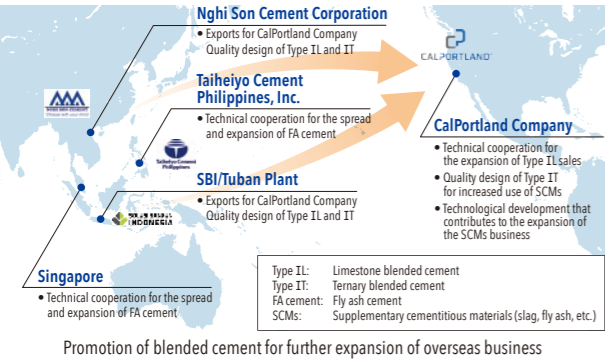 Nghi Son Cement Corporation
• Exports for CalPortland Company
Quality design of Type IL and IT
CALPORTLAND
Taiheiyo Cement
Philippines, Inc.
• Technical cooperation for the spread
and expansion of FA cement
Taiheiyo Cement
Philippines
CalPortland Company
• Technical cooperation for
the expansion of Type IL sales
• Quality design of Type IT
for increased use of SCMs
• Technological development that
contributes to the expansion of
the SCMs business
SBI/Tuban Plant
• Exports for CalPortland Company
Quality design of Type IL and IT
INDONESIA
Singapore
• Technical cooperation for the spread
and expansion of FA cement
Type IL: Limestone blended cement
Type IT: Ternary blended cement
FA cement: Fly ash cement
SCMs: Supplementary cementitious materials (slag, fly ash, etc.)
Promotion of blended cement for further expansion of overseas business